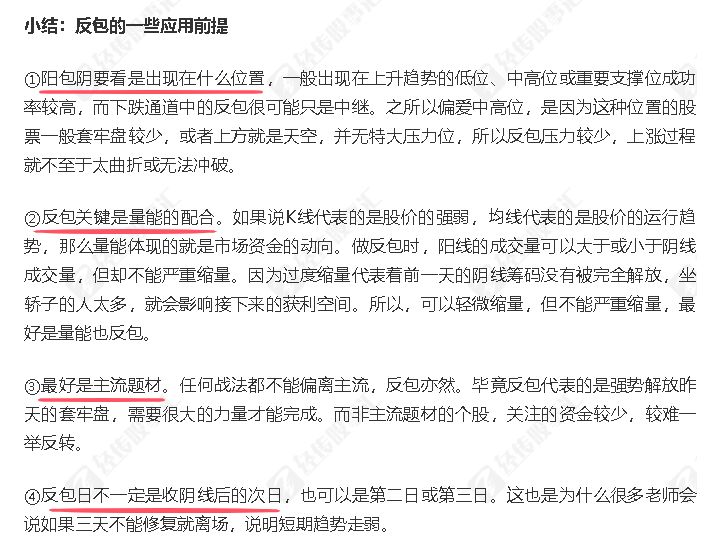 小结：反包的一些应用前提
①阳包阴要看是出现在什么位置，一般出现在上升趋势的低位、中高位或重要支撑位成功
率较高，而下跌通道中的反包很可能只是中继。之所以偏爱中高位，是因为这种位置的股
票一般套牢盘较少，或者上方就是天空，并无特大压力位，所以反包压力较少，上涨过程
就不至于太曲折或无法冲破。
②反包关键是量能的配合。如果说K线代表的是股价的强弱，均线代表的是股价的运行趋
势，那么量能体现的就是市场资金的动向。做反包时，阳线的成交量可以大于或小于阴线
成交量，但却不能严重缩量。因为过度缩量代表着前一天的阴线筹码没有被完全解放，坐
轿子的人太多，就会影响接下来的获利空间。所以，可以轻微缩量，但不能严重缩量，最
好是量能也反包。
③最好是主流题材。任何战法都不能偏离主流，反包亦然。毕竟反包代表的是强势解放昨
天的套牢盘，需要很大的力量才能完成。而非主流题材的个股，关注的资金较少，较难一
举反转。
④反包日不一定是收阴线后的次日，也可以是第二日或第三日。这也是为什么很多老师会
说如果三天不能修复就离场，说明短期趋势走弱。